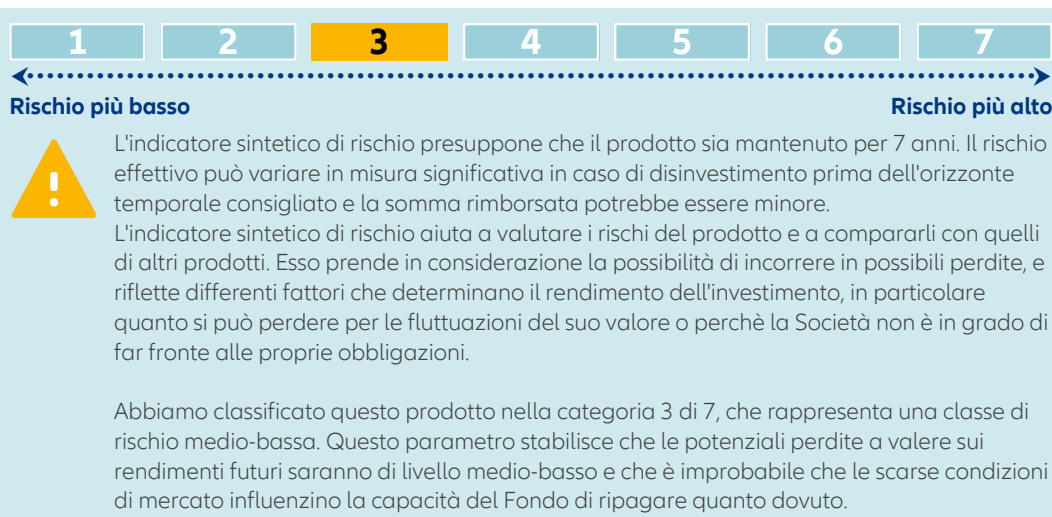 1 2 3 4 5 6 7
Rischio più basso Rischio più alto
L'indicatore sintetico di rischio presuppone che il prodotto sia mantenuto per 7 anni. Il rischio
effettivo può variare in misura significativa in caso di disinvestimento prima dell'orizzonte
temporale consigliato e la somma rimborsata potrebbe essere minore.
L'indicatore sintetico di rischio aiuta a valutare i rischi del prodotto e a compararli con quelli
di altri prodotti. Esso prende in considerazione la possibilità di incorrere in possibili perdite, e
riflette differenti fattori che determinano il rendimento dell'investimento, in particolare
quanto si può perdere per le fluttuazioni del suo valore o perchè la Società non è in grado di
far fronte alle proprie obbligazioni.
Abbiamo classificato questo prodotto nella categoria 3 di 7, che rappresenta una classe di
rischio medio-bassa. Questo parametro stabilisce che le potenziali perdite a valere sui
rendimenti futuri saranno di livello medio-basso e che è improbabile che le scarse condizioni
di mercato influenzino la capacità del Fondo di ripagare quanto dovuto.